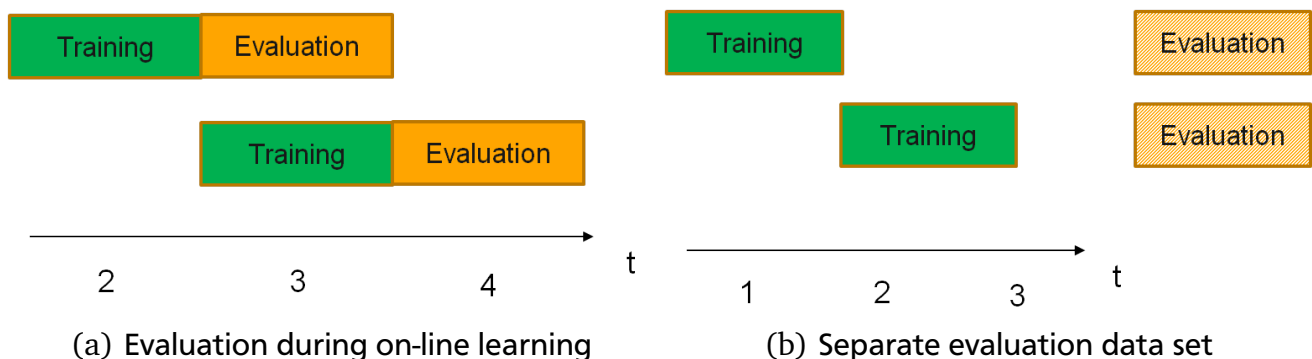 Training Evaluation
Training Evaluation
t
2 3 4
(a) Evaluation during on-line learning
Training Evaluation
Training Evaluation
t
1 2 3
(b) Separate evaluation data set